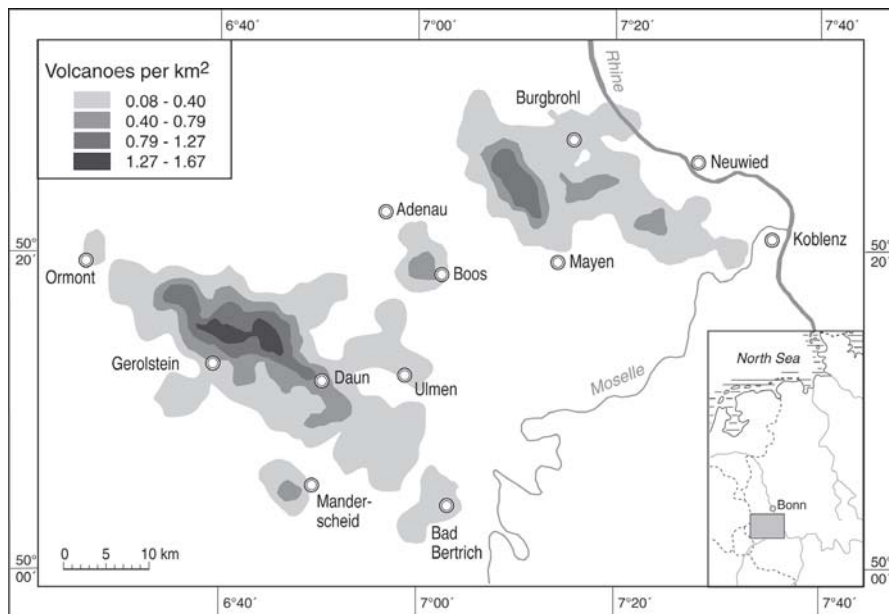 6°40´
7°00´
7°20´
7°40´
Volcanoes per km2
0.08 - 0.40
0.40 - 0.79
0.79 - 1.27
1.27 - 1.67
Rhine
Burgbrohl
Neuwied
Adenau
Koblenz
50°
20´
50°
20´
Ormont
Boos
Mayen
Gerolstein
Daun
Ulmen
Moselle
North Sea
Mander-
scheid
Bad
Bertrich
Bonn
0 5 10 km
50°
00´
50°
00´
6°40´
7°00´
7°20´
7°40´